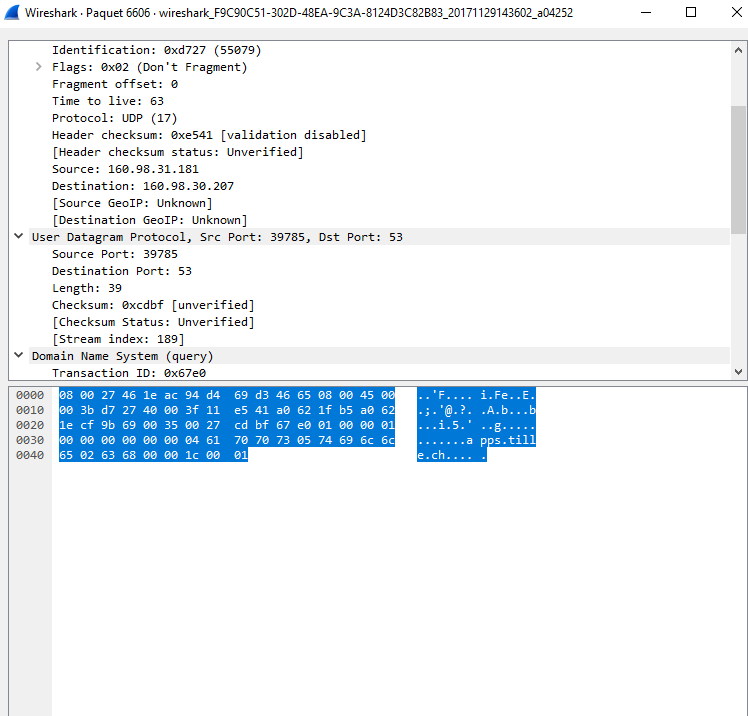 Wireshark · Paquet 6606 · wireshark_F9C90C51-302D-48EA-9C3A-8124D3C82B83_20171129143602_a04252
Identification: 0xd727 (55079)
Flags: 0x02 (Don't Fragment)
Fragment offset: 0
Time to live: 63
Protocol: UDP (17)
Header checksum: 0xe541 [validation disabled]
[Header checksum status: Unverified]
Source: 160.98.31.181
Destination: 160.98.30.207
[Source GeoIP: Unknown]
[Destination GeoIP: Unknown]
User Datagram Protocol, Src Port: 39785, Dst Port: 53
Source Port: 39785
Destination Port: 53
Length: 39
Checksum: 0xcdbf [unverified]
[Checksum Status: Unverified]
[Stream index: 189]
Domain Name System (query)
Transaction ID: 0x67e0
0000 08 00 27 46 1e ac 94 d4 69 d3 46 65 08 00 45 00 ..'F.... i.Fe..E.
0010 00 3b d7 27 40 00 3f 11 e5 41 a0 62 1f b5 a0 62 .;.'@.?. .A.b...b
0020 1e cf 9b 69 00 35 00 27 cd bf 67 e0 01 00 00 01 ...i.5.' ..g.....
0030 00 00 00 00 00 00 04 61 70 70 73 05 74 69 6c 6c .......a pps.till
0040 65 02 63 68 00 00 1c 00 01 e.ch.... .